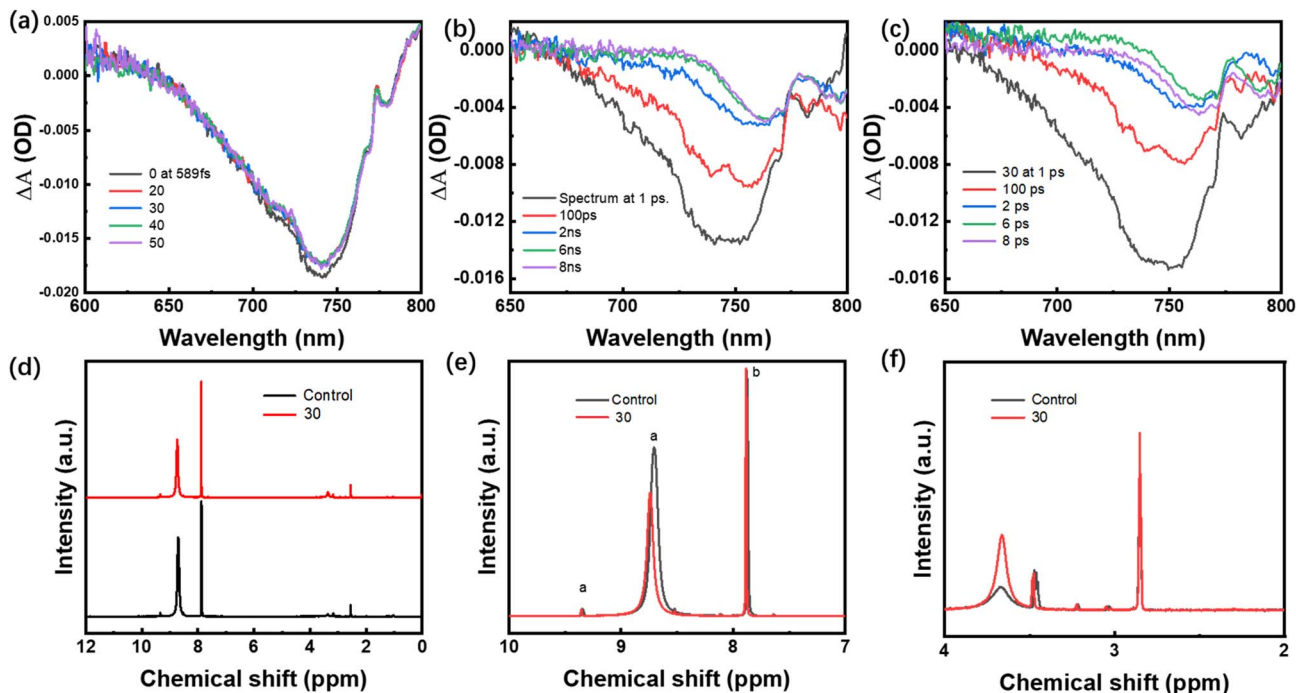 (a)
0.005
0.000
-0.005
-0.010
-0.015
-0.020
ΔA (OD)
0 at 589fs
20
30
40
50
600 650 700 750 800
Wavelength (nm)
(b)
0.000
-0.004
-0.008
-0.012
-0.016
ΔA (OD)
Spectrum at 1 ps.
100ps
2ns
6ns
8ns
650 700 750 800
Wavelength (nm)
(c)
0.000
-0.004
-0.008
-0.012
-0.016
ΔA (OD)
30 at 1 ps
100 ps
2 ps
6 ps
8 ps
650 700 750 800
Wavelength (nm)
(d)
Intensity (a.u.)
Control
30
12 10 8 6 4 2 0
Chemical shift (ppm)
(e)
Intensity (a.u.)
Control
30
a
a
b
10 9 8 7
Chemical shift (ppm)
(f)
Intensity (a.u.)
Control
30
4 3 2
Chemical shift (ppm)